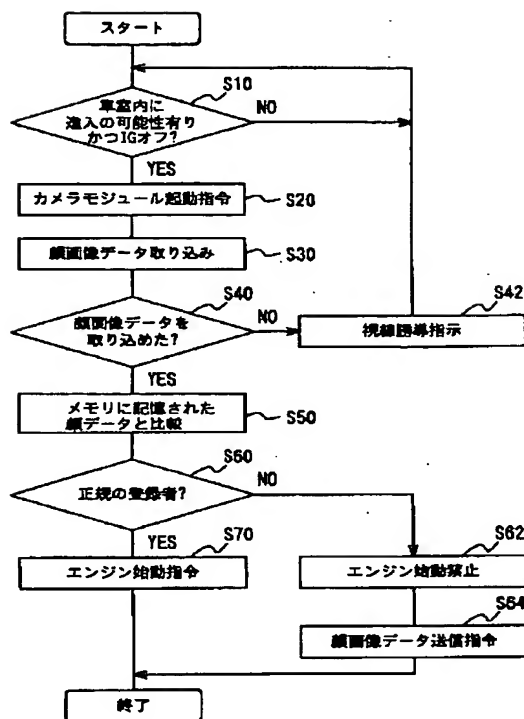 スタート
S10
車室内に
進入の可能性有り
かつIGオフ?
NO
YES
カメラモジュール起動指令
S20
顔画像データ取り込み
S30
S40
顔画像データを
取り込めた?
NO
S42
視線誘導指示
YES
メモリに記憶された
顔データと比較
S50
S60
正規の登録者?
NO
YES
S70
エンジン始動指令
S62
エンジン始動禁止
S64
顔画像データ送信指令
終了